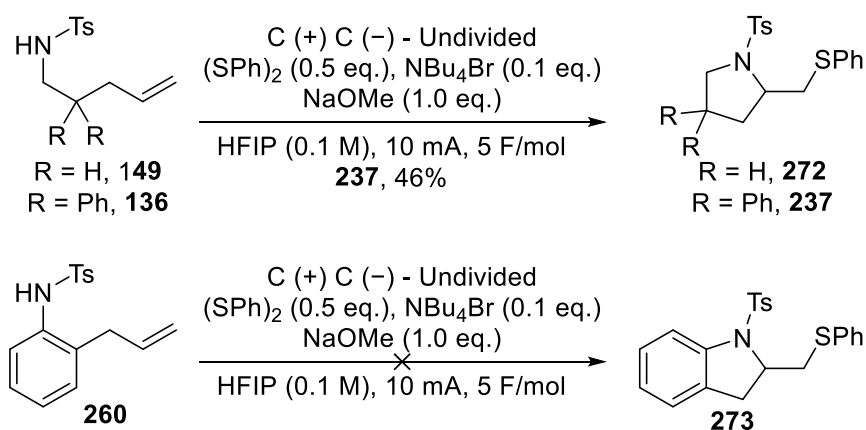 Ts
HN
R R
R = H, 149
R = Ph, 136
C (+) C (−) - Undivided
(SPh)2 (0.5 eq.), NBu4Br (0.1 eq.)
NaOMe (1.0 eq.)
HFIP (0.1 M), 10 mA, 5 F/mol
237, 46%
Ts
N
SPh
R
R
R = H, 272
R = Ph, 237
Ts
HN
260
C (+) C (−) - Undivided
(SPh)2 (0.5 eq.), NBu4Br (0.1 eq.)
NaOMe (1.0 eq.)
HFIP (0.1 M), 10 mA, 5 F/mol
Ts
N
SPh
273